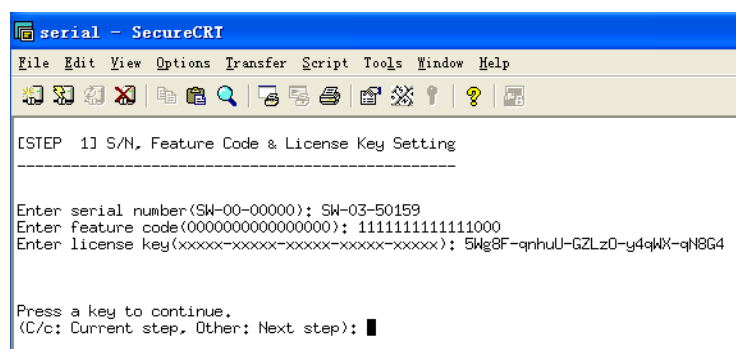 serial - SecureCRT
File Edit View Options Transfer Script Tools Window Help
[STEP 1] S/N, Feature Code & License Key Setting
-------------------------------------------------
Enter serial number(SW-00-00000): SW-03-50159
Enter feature code(0000000000000000): 1111111111111000
Enter license key(xxxxx-xxxxx-xxxxx-xxxxx-xxxxx): 5Wg8F-qnhuU-GZLzO-y4qWX-qN8G4
Press a key to continue.
(C/c: Current step, Other: Next step):